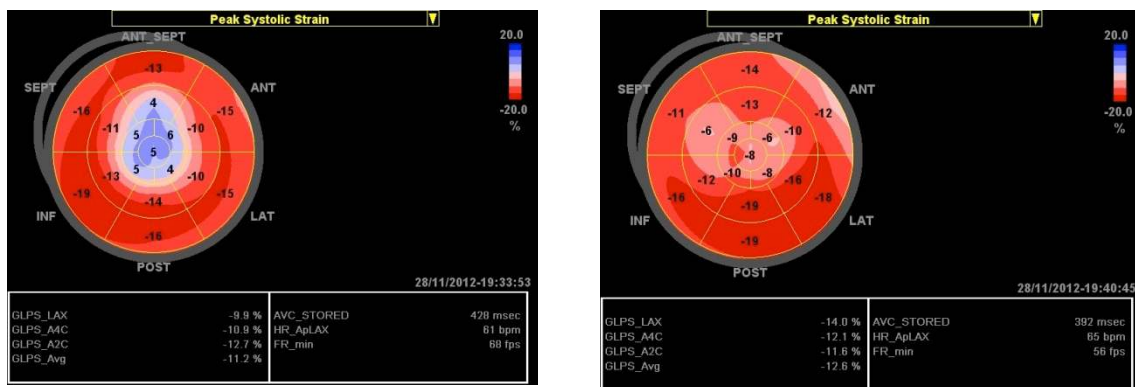 Peak Systolic Strain
ANT_SEPT
20.0
-20.0
%
SEPT
ANT
-13
-16
-15
4
-11
-10
5
6
5
5
4
-13
-10
-19
-15
-14
INF
LAT
-16
POST
28/11/2012-19:33:53
GLPS_LAX -9.9 %
GLPS_A4C -10.9 %
GLPS_A2C -12.7 %
GLPS_Avg -11.2 %
AVC_STORED 428 msec
HR_ApLAX 61 bpm
FR_min 68 fps
Peak Systolic Strain
ANT_SEPT
20.0
-20.0
%
SEPT
ANT
-14
-11
-12
-13
-6
-10
-9
-6
-8
-10
-8
-12
-16
-16
-18
-19
INF
LAT
-19
POST
28/11/2012-19:40:45
GLPS_LAX -14.0 %
GLPS_A4C -12.1 %
GLPS_A2C -11.6 %
GLPS_Avg -12.6 %
AVC_STORED 392 msec
HR_ApLAX 65 bpm
FR_min 56 fps